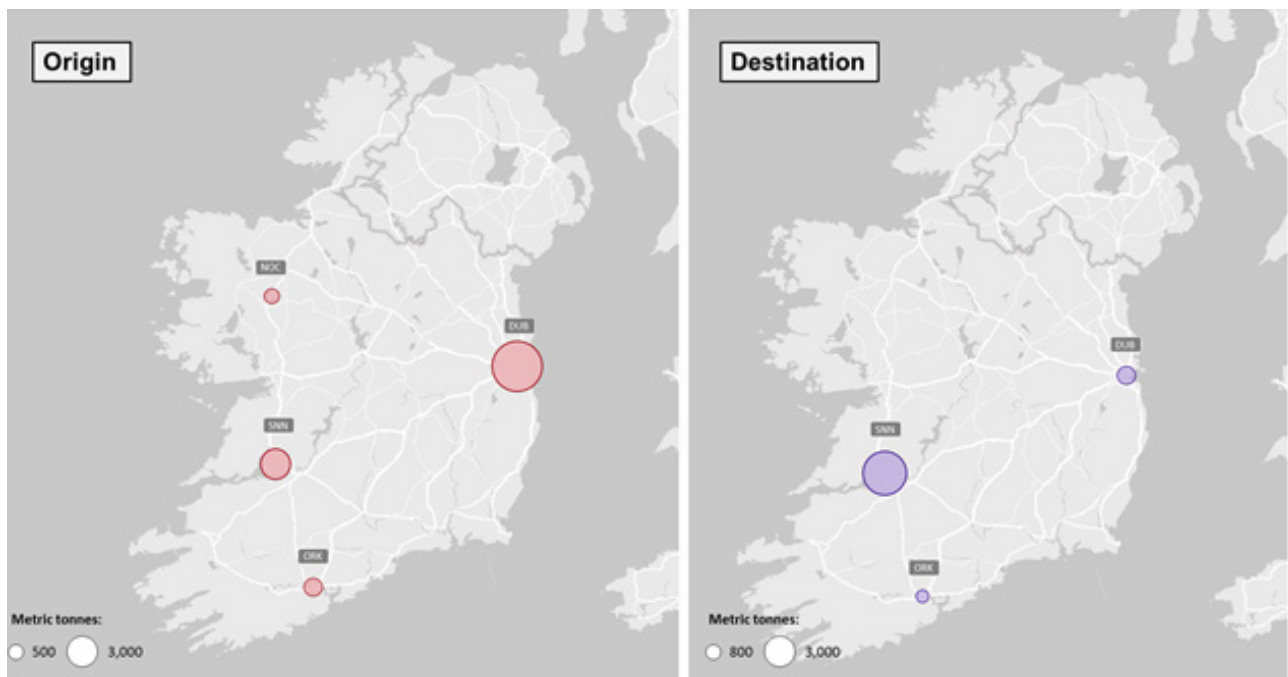 Origin
NOC
DUB
SNN
ORK
Metric tonnes:
500 3,000
Destination
DUB
SNN
ORK
Metric tonnes:
800 3,000